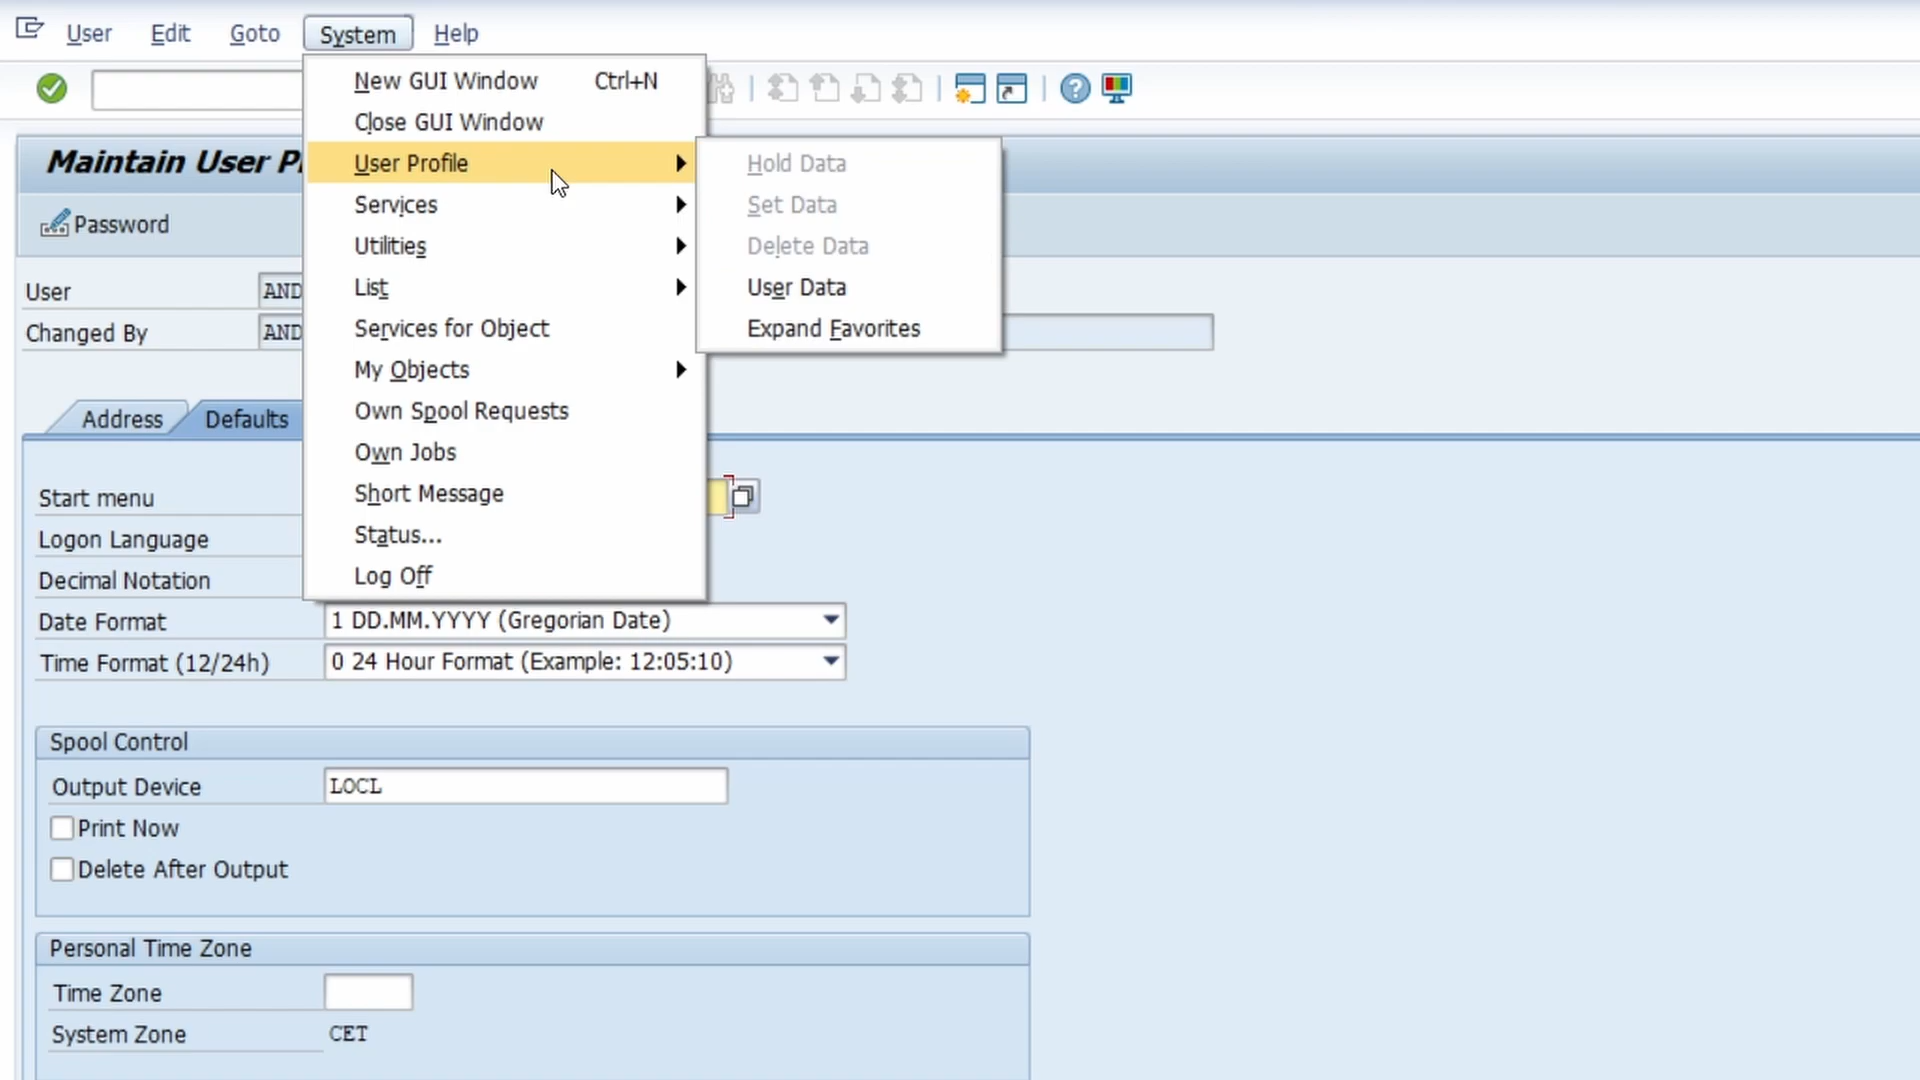 User Edit Goto System Help
New GUI Window Ctrl+N
Close GUI Window
Maintain User
User Profile
Hold Data
Services
Set Data
Password
Utilities
Delete Data
User AND
List
User Data
Changed By AND
Services for Object
Expand Favorites
My Objects
Own Spool Requests
Address Defaults
Own Jobs
Start menu
Short Message
Logon Language
Status...
Decimal Notation
Log Off
Date Format 1 DD.MM.YYYY (Gregorian Date)
Time Format (12/24h) 0 24 Hour Format (Example: 12:05:10)
Spool Control
Output Device LOCL
Print Now
Delete After Output
Personal Time Zone
Time Zone
System Zone CET